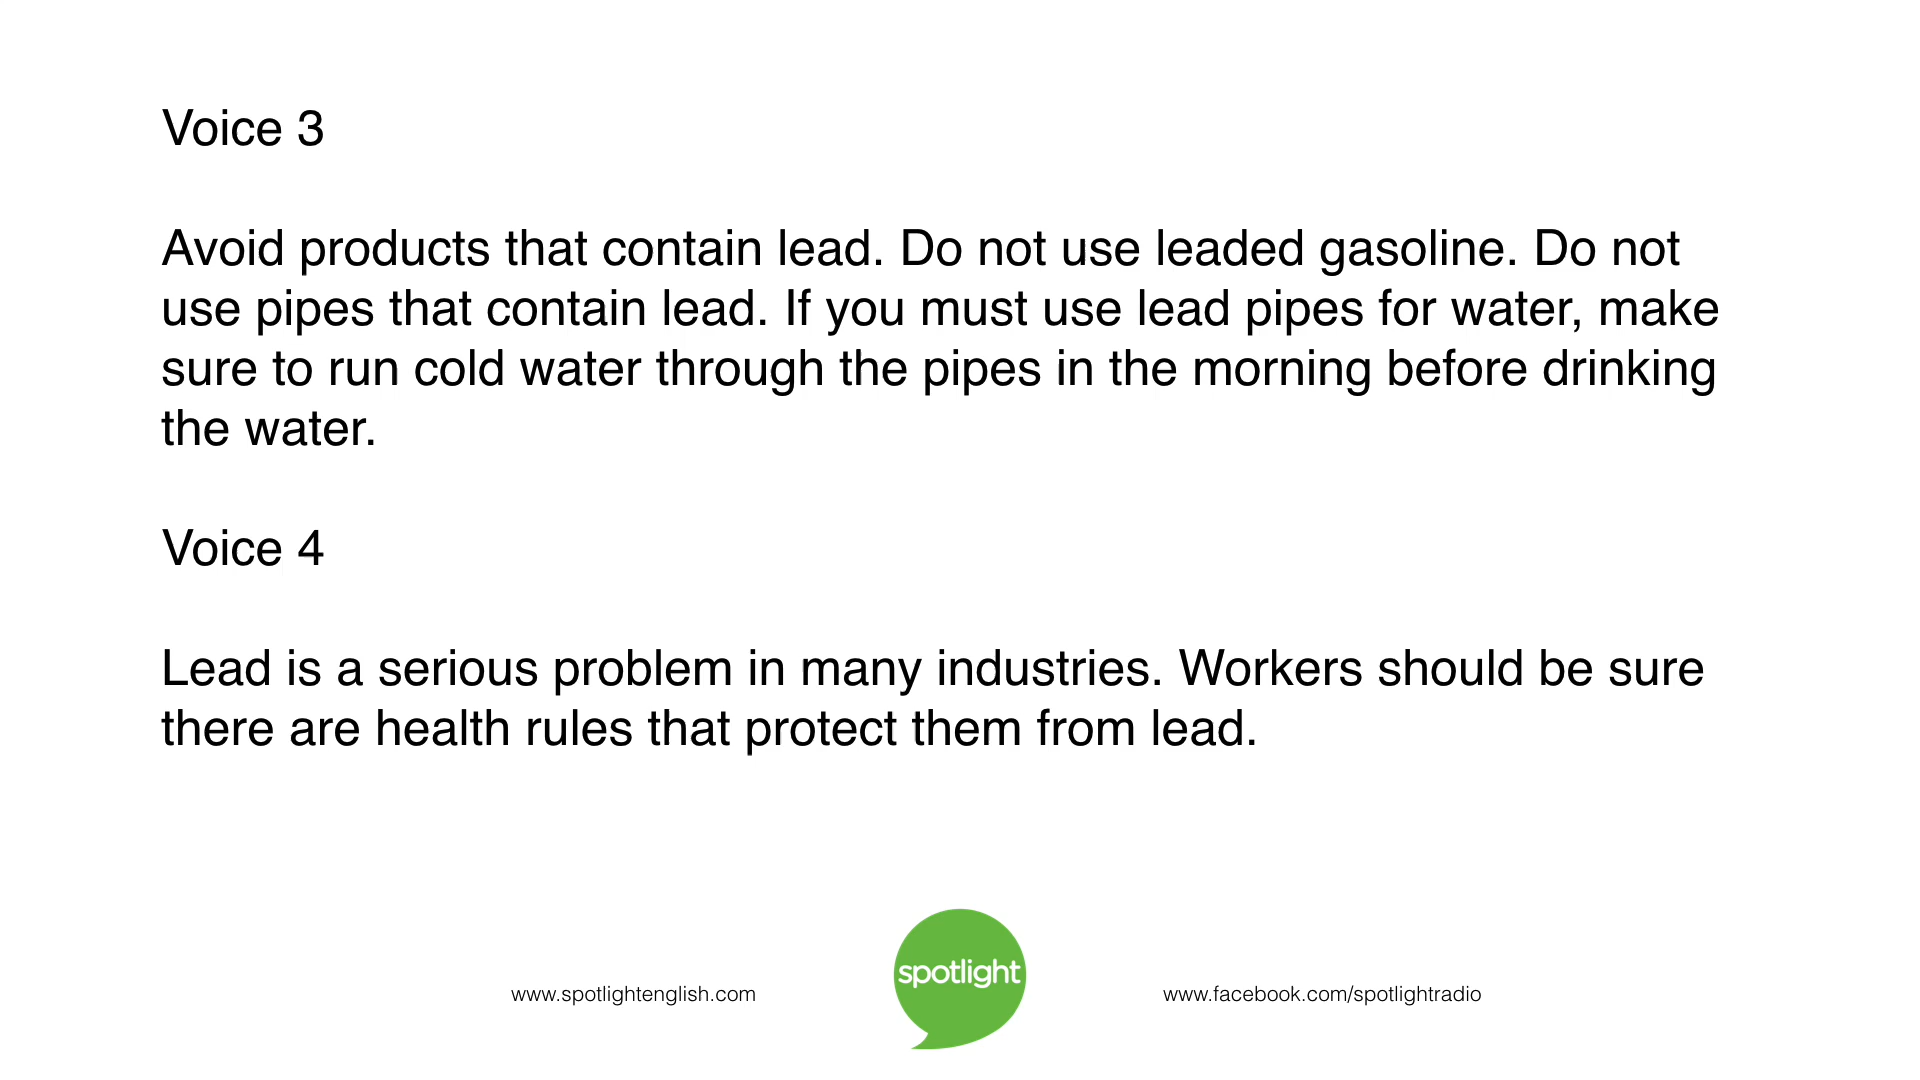 Voice 3
Avoid products that contain lead. Do not use leaded gasoline. Do not
use pipes that contain lead. If you must use lead pipes for water, make
sure to run cold water through the pipes in the morning before drinking
the water.
Voice 4
Lead is a serious problem in many industries. Workers should be sure
there are health rules that protect them from lead.
www.spotlightenglish.com
spotlight
www.facebook.com/spotlightradio